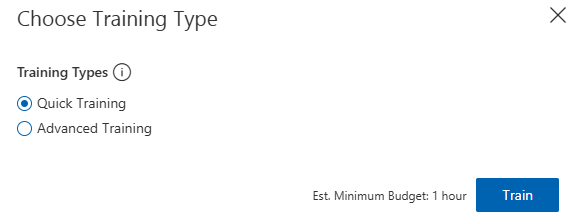 Choose Training Type
Training Types
Quick Training
Advanced Training
Est. Minimum Budget: 1 hour Train